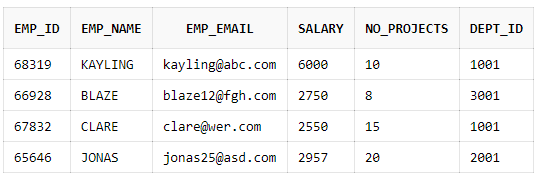 EMP_ID EMP_NAME EMP_EMAIL SALARY NO_PROJECTS DEPT_ID
68319 KAYLING kayling@abc.com 6000 10 1001
66928 BLAZE blaze12@fgh.com 2750 8 3001
67832 CLARE clare@wer.com 2550 15 1001
65646 JONAS jonas25@asd.com 2957 20 2001